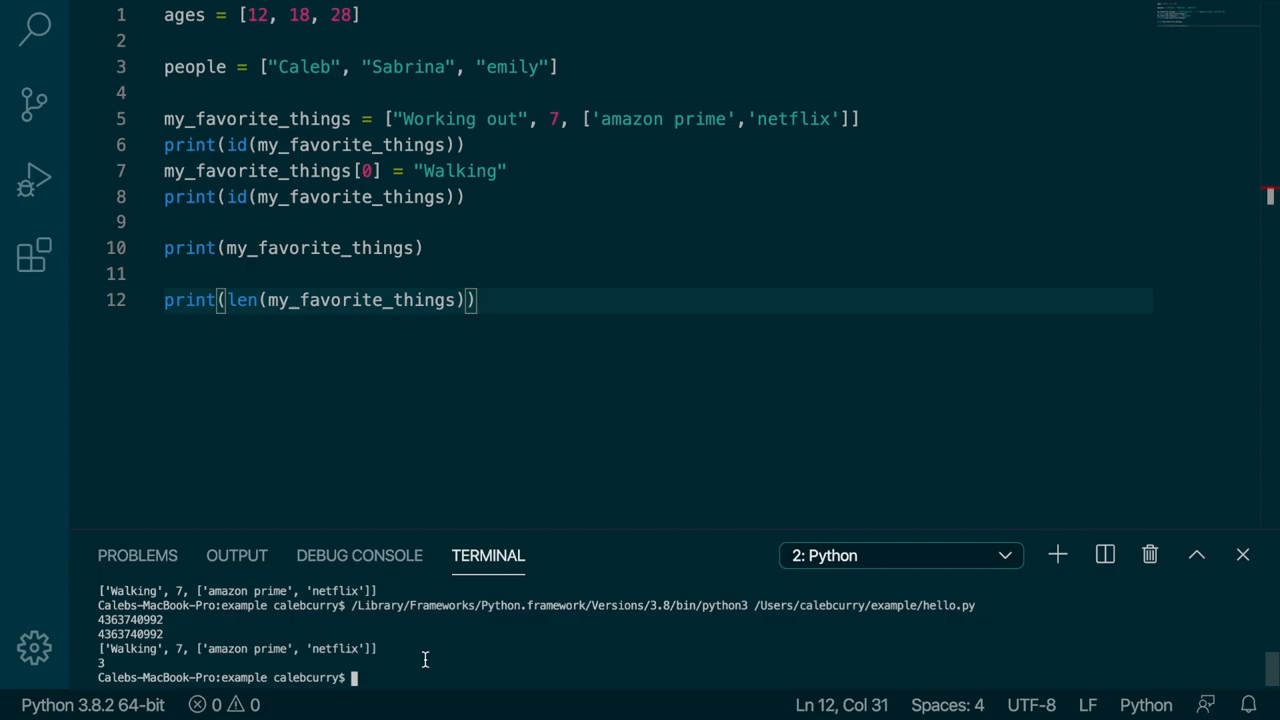 1 ages = [12, 18, 28]
2
3 people = ["Caleb", "Sabrina", "emily"]
4
5 my_favorite_things = ["Working out", 7, ['amazon prime','netflix']]
6 print(id(my_favorite_things))
7 my_favorite_things[0] = "Walking"
8 print(id(my_favorite_things))
9
10 print(my_favorite_things)
11
12 print(len(my_favorite_things))
PROBLEMS OUTPUT DEBUG CONSOLE TERMINAL 2: Python
['Walking', 7, ['amazon prime', 'netflix']]
Calebs-MacBook-Pro:example calebcurry$ /Library/Frameworks/Python.framework/Versions/3.8/bin/python3 /Users/calebcurry/example/hello.py
4363740992
4363740992
['Walking', 7, ['amazon prime', 'netflix']]
3
Calebs-MacBook-Pro:example calebcurry$
Python 3.8.2 64-bit 0 0 Ln 12, Col 31 Spaces: 4 UTF-8 LF Python